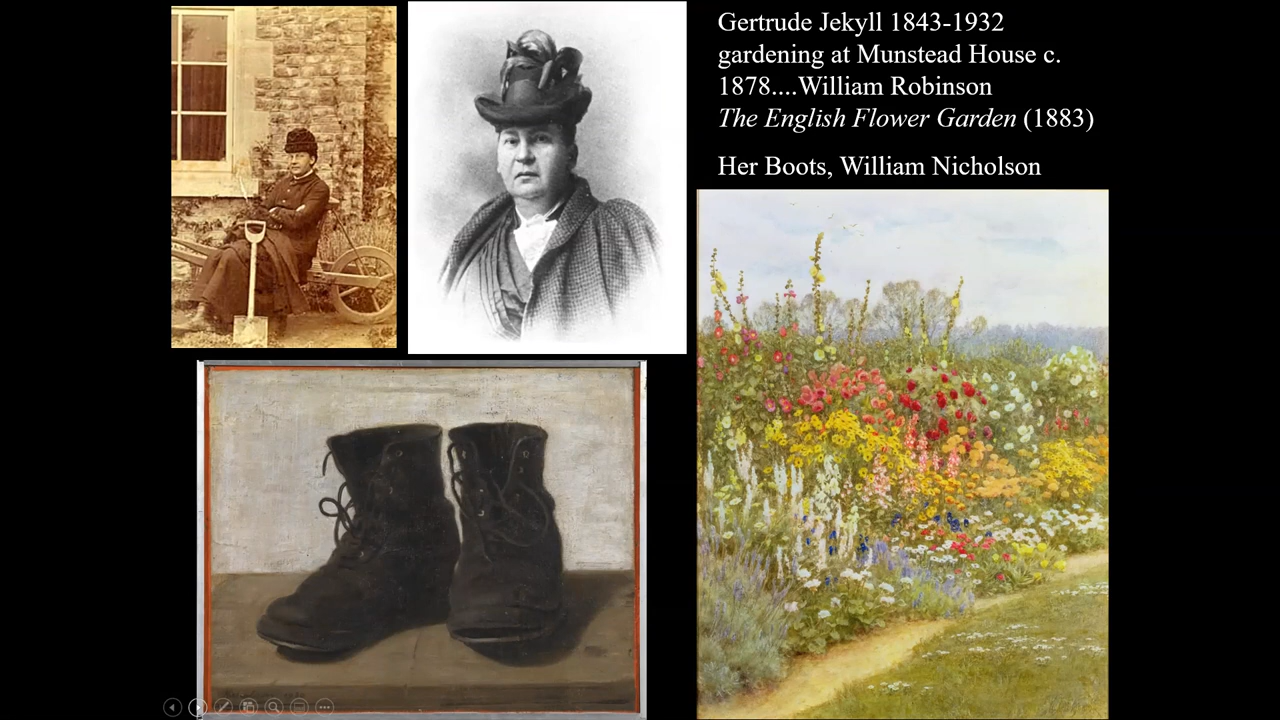 Gertrude Jekyll 1843-1932
gardening at Munstead House c.
1878....William Robinson
The English Flower Garden (1883)
Her Boots, William Nicholson